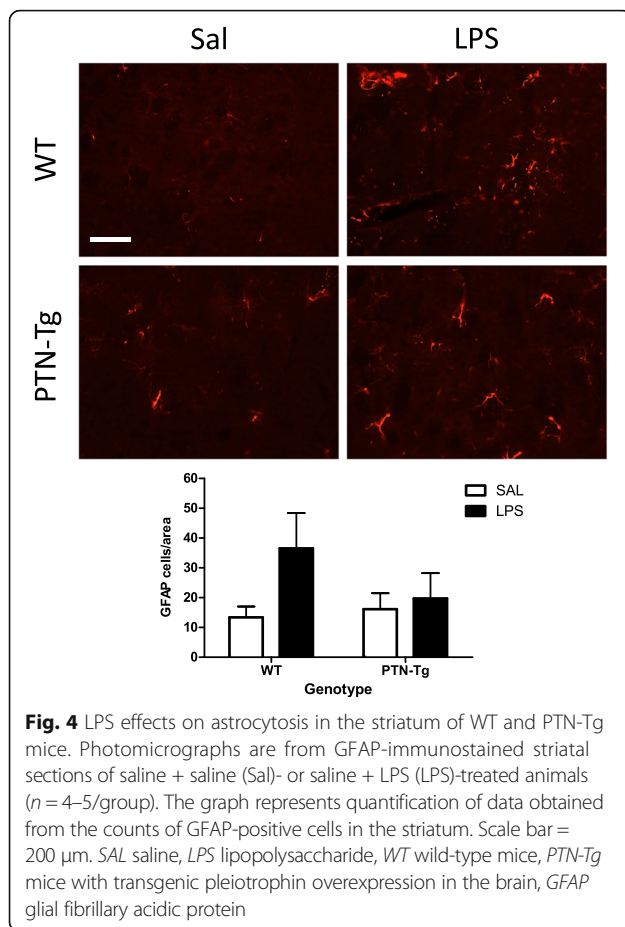 Sal LPS
WT
PTN-Tg
60
50
40
30
20
10
0
GFAP cells/area
SAL
LPS
WT PTN-Tg
Genotype
Fig. 4 LPS effects on astrocytosis in the striatum of WT and PTN-Tg
mice. Photomicrographs are from GFAP-immunostained striatal
sections of saline + saline (Sal)- or saline + LPS (LPS)-treated animals
(n = 4–5/group). The graph represents quantification of data obtained
from the counts of GFAP-positive cells in the striatum. Scale bar =
200 μm. SAL saline, LPS lipopolysaccharide, WT wild-type mice, PTN-Tg
mice with transgenic pleiotrophin overexpression in the brain, GFAP
glial fibrillary acidic protein